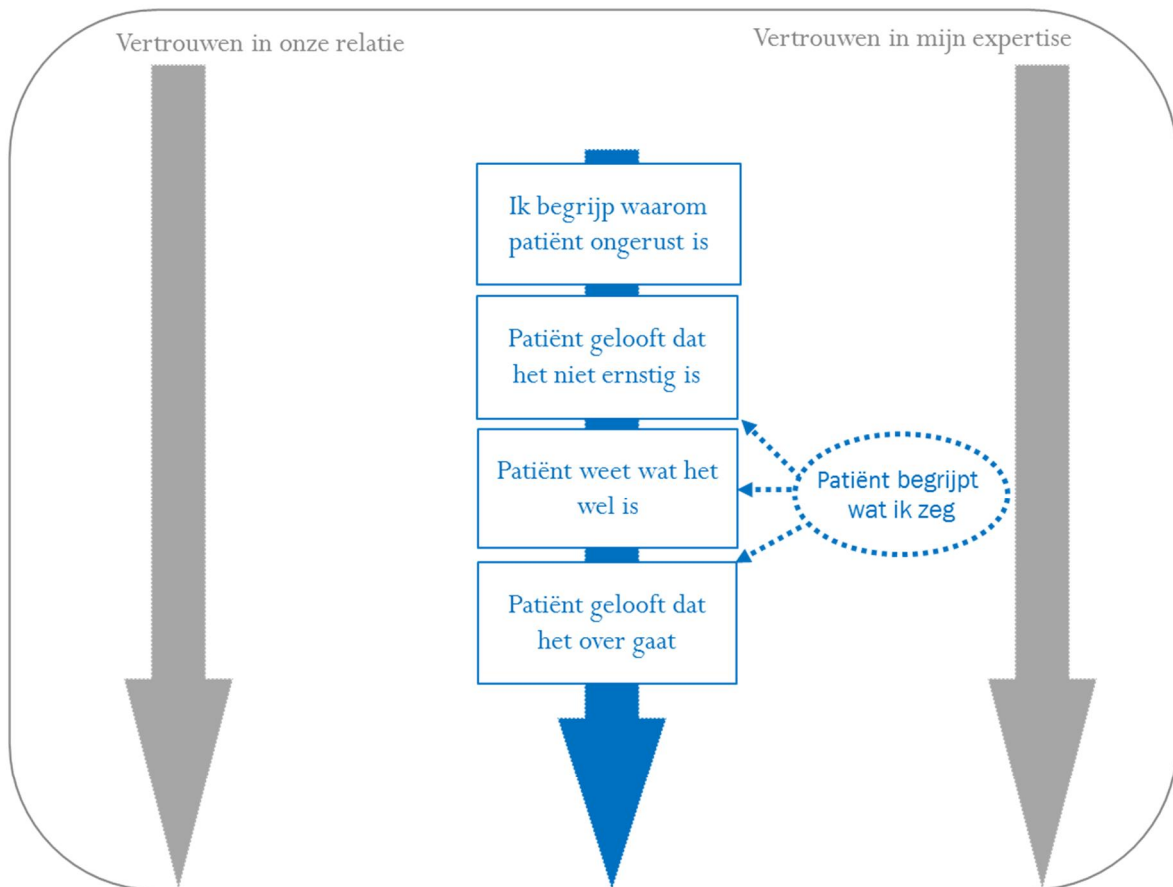 Vertrouwen in onze relatie
Vertrouwen in mijn expertise
Ik begrijp waarom
patiënt ongerust is
Patiënt gelooft dat
het niet ernstig is
Patiënt weet wat het
wel is
Patiënt begrijpt
wat ik zeg
Patiënt gelooft dat
het over gaat